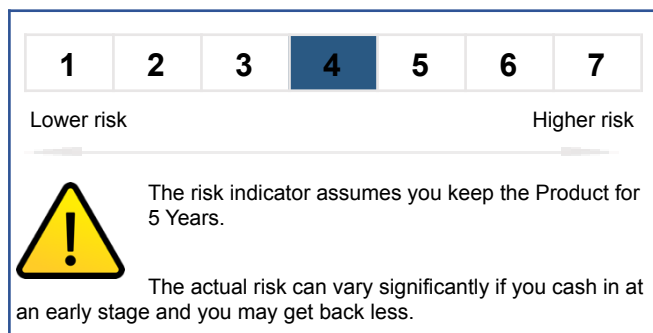 1 2 3 4 5 6 7
Lower risk Higher risk
The risk indicator assumes you keep the Product for
5 Years.
The actual risk can vary significantly if you cash in at
an early stage and you may get back less.